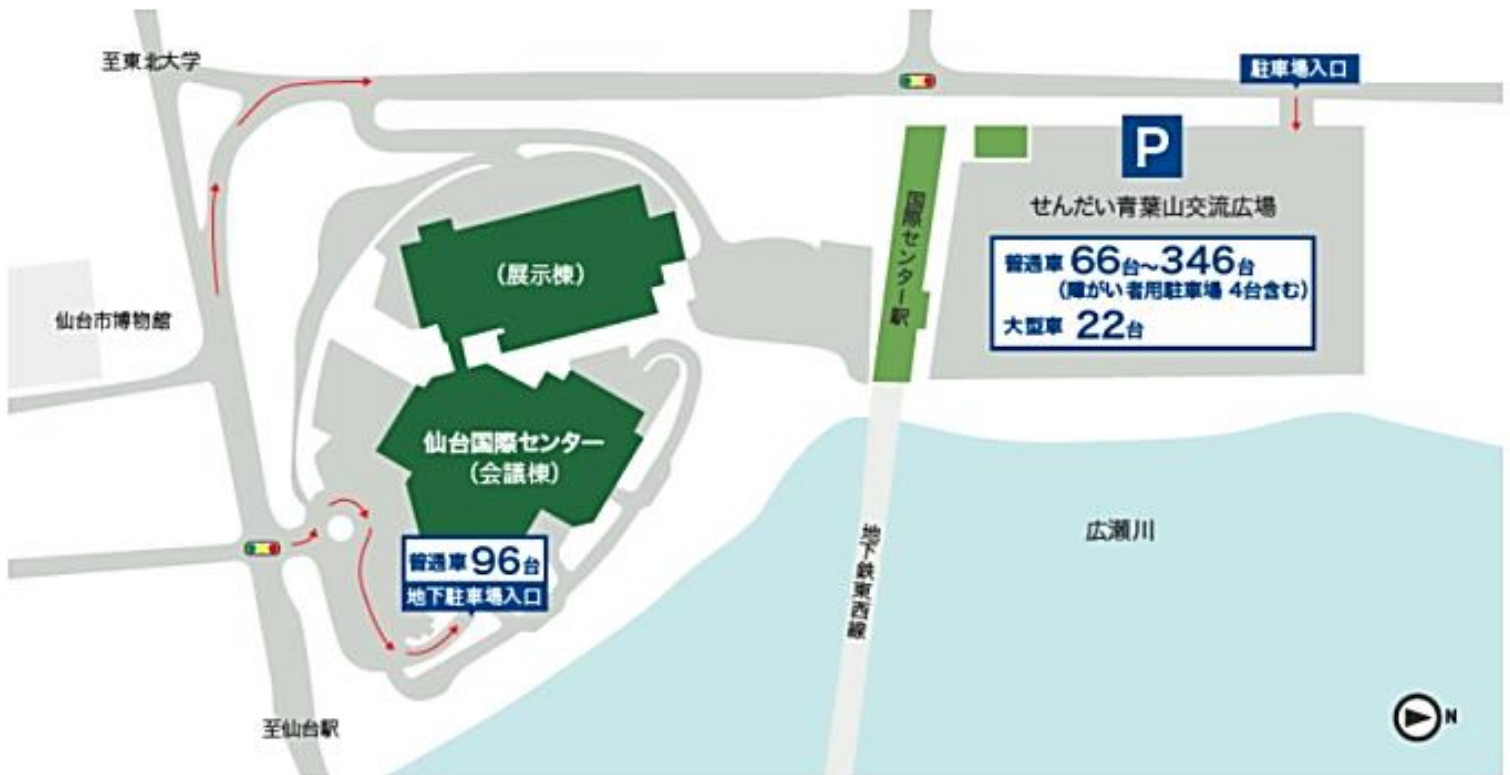 至東北大学
駐車場入口
P
せんだい青葉山交流広場
普通車 66台～346台
(障がい者用駐車場 4台含む)
大型車 22台
国際センター駅
(展示棟)
仙台市博物館
仙台国際センター
(会議棟)
普通車 96台
地下駐車場入口
地下鉄東西線
広瀬川
至仙台駅
N